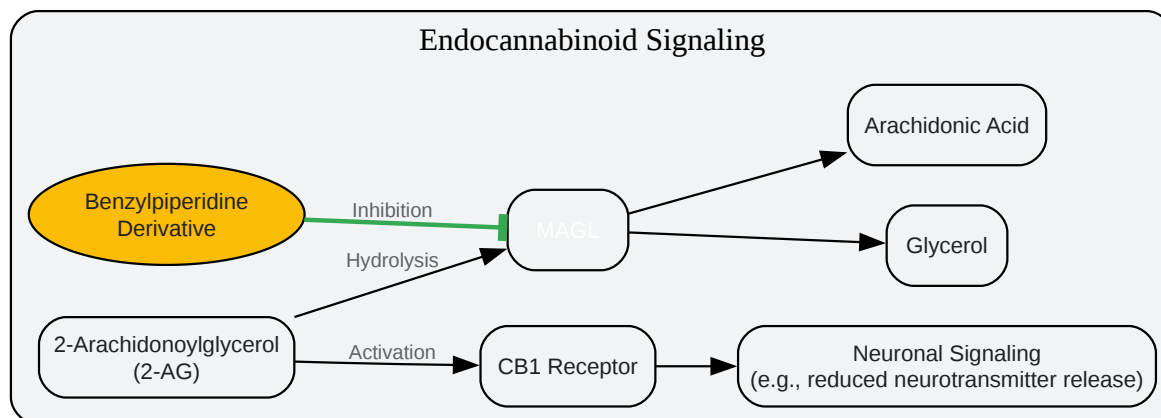 Endocannabinoid Signaling
Arachidonic Acid
Benzylpiperidine
Derivative
Inhibition
MAGL
Glycerol
Hydrolysis
2-Arachidonoylglycerol
(2-AG)
Activation
CB1 Receptor
Neuronal Signaling
(e.g., reduced neurotransmitter release)